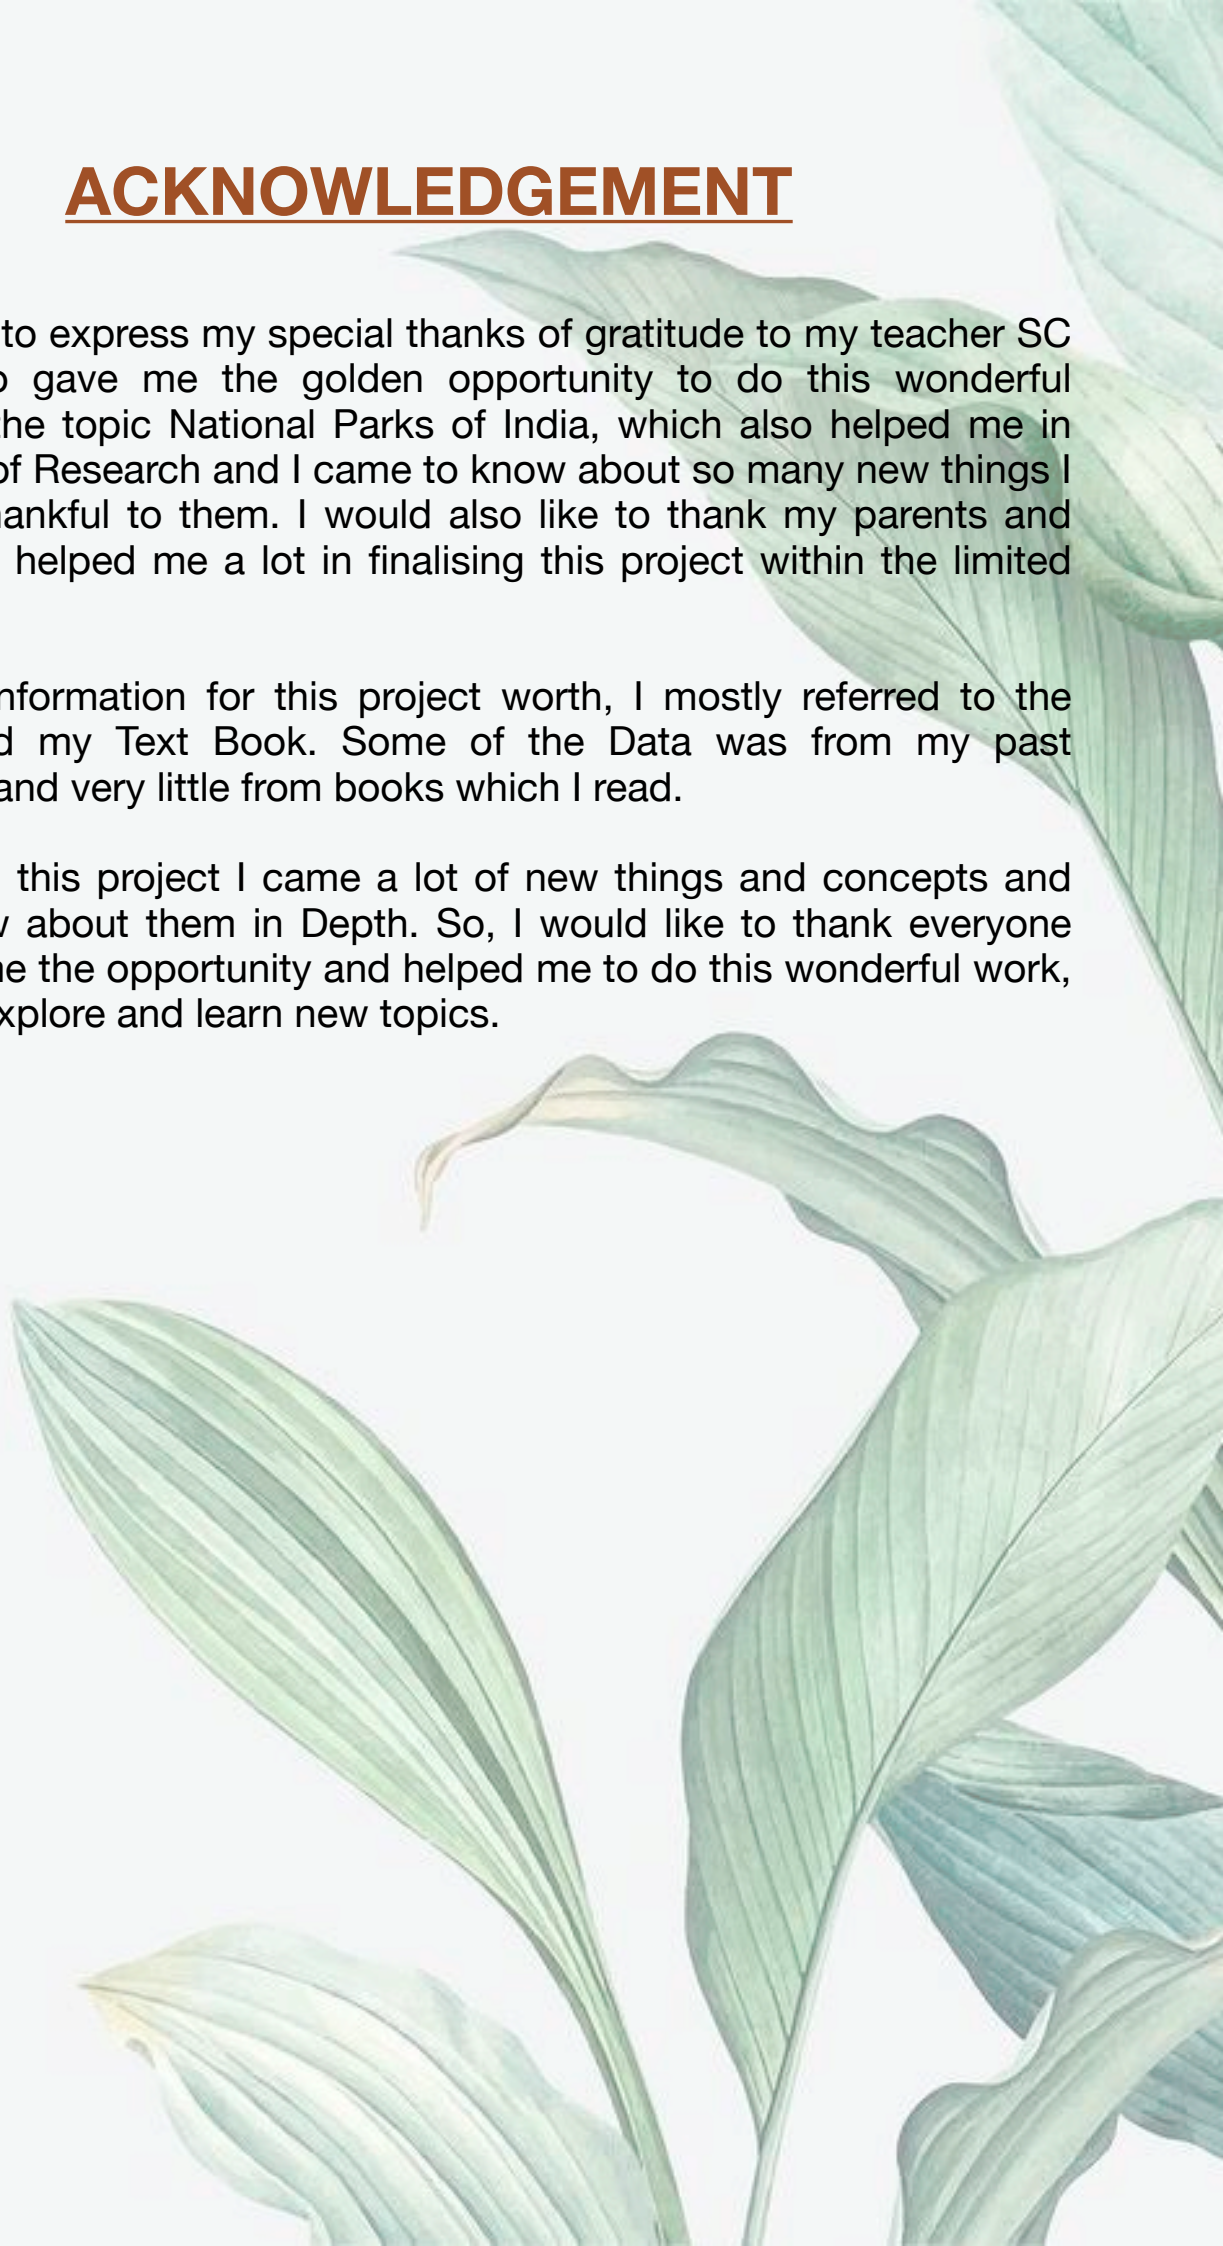 ACKNOWLEDGEMENT
to express my special thanks of gratitude to my teacher SC
gave me the golden opportunity to do this wonderful
the topic National Parks of India, which also helped me in
of Research and I came to know about so many new things I
to them. I would also like to thank my parents and
helped me a lot in finalising this project within the limited
for this project worth, I mostly referred to the
my Text Book. Some of the Data was from my past
and very little from books which I read.
this project I came a lot of new things and concepts and
about them in Depth. So, I would like to thank everyone
the opportunity and helped me to do this wonderful work,
and learn new topics.